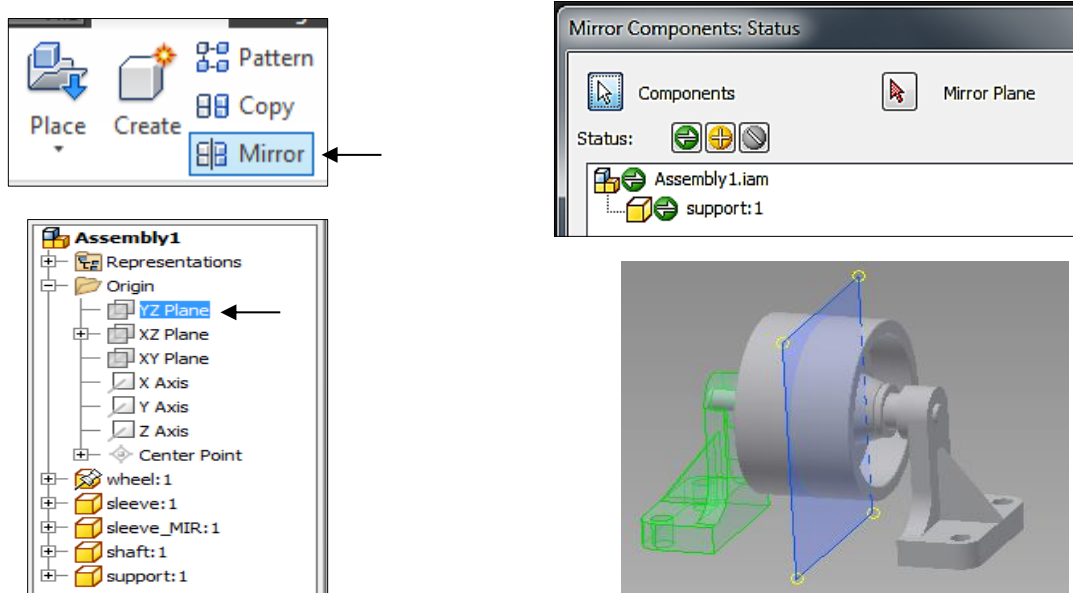 Place
Create
Pattern
Copy
Mirror
Mirror Components: Status
Components
Mirror Plane
Status:
Assembly1.iam
support:1
Assembly1
Representations
Origin
YZ Plane
XZ Plane
XY Plane
X Axis
Y Axis
Z Axis
Center Point
wheel:1
sleeve:1
sleeve_MIR:1
shaft:1
support:1